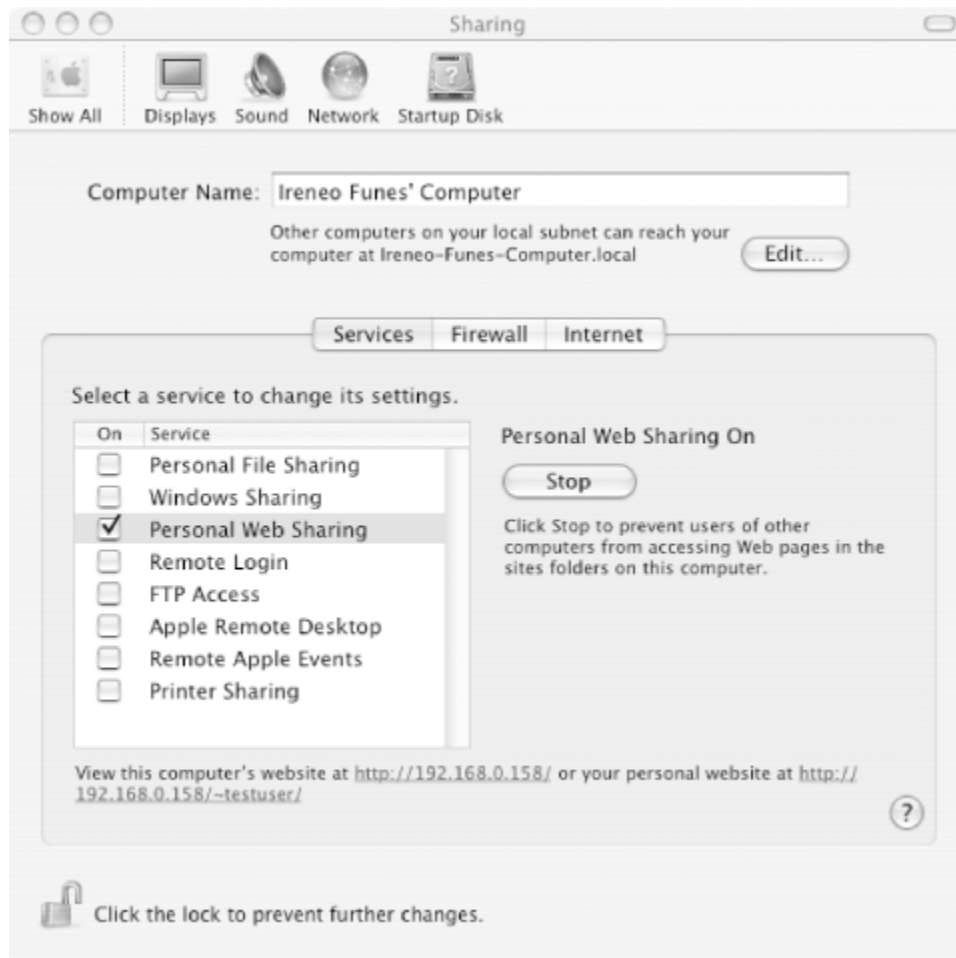 Sharing
Show All
Displays
Sound
Network
Startup Disk
Computer Name: Ireneo Funes' Computer
Other computers on your local subnet can reach your
computer at Ireneo-Funes-Computer.local
Edit...
Services
Firewall
Internet
Select a service to change its settings.
On Service
Personal File Sharing
Windows Sharing
Personal Web Sharing
Remote Login
FTP Access
Apple Remote Desktop
Remote Apple Events
Printer Sharing
Personal Web Sharing On
Stop
Click Stop to prevent users of other
computers from accessing Web pages in the
sites folders on this computer.
View this computer's website at http://192.168.0.158/ or your personal website at http://
192.168.0.158/~testuser/
?
Click the lock to prevent further changes.